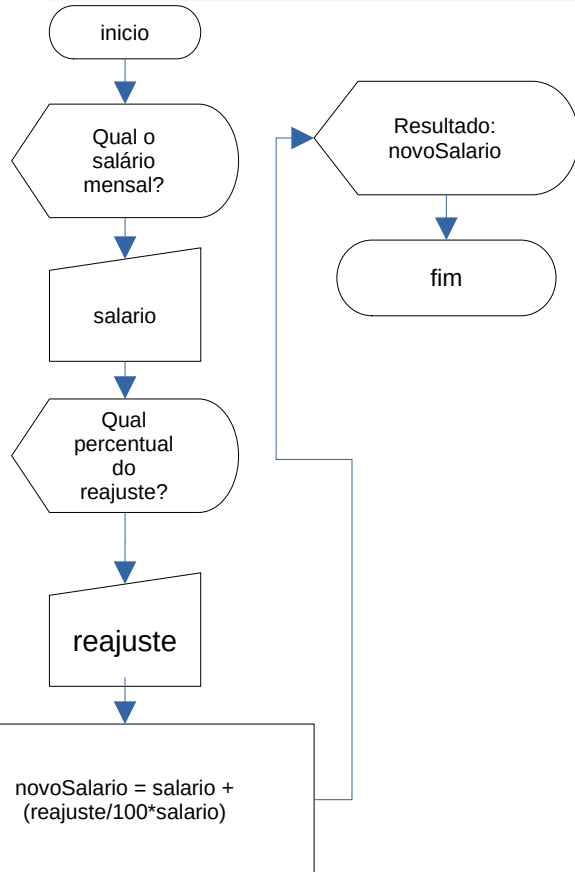 inicio
Qual o
salário
mensal?
salario
Qual
percentual
do
reajuste?
reajuste
novoSalario = salario +
(reajuste/100*salario)
Resultado:
novoSalario
fim